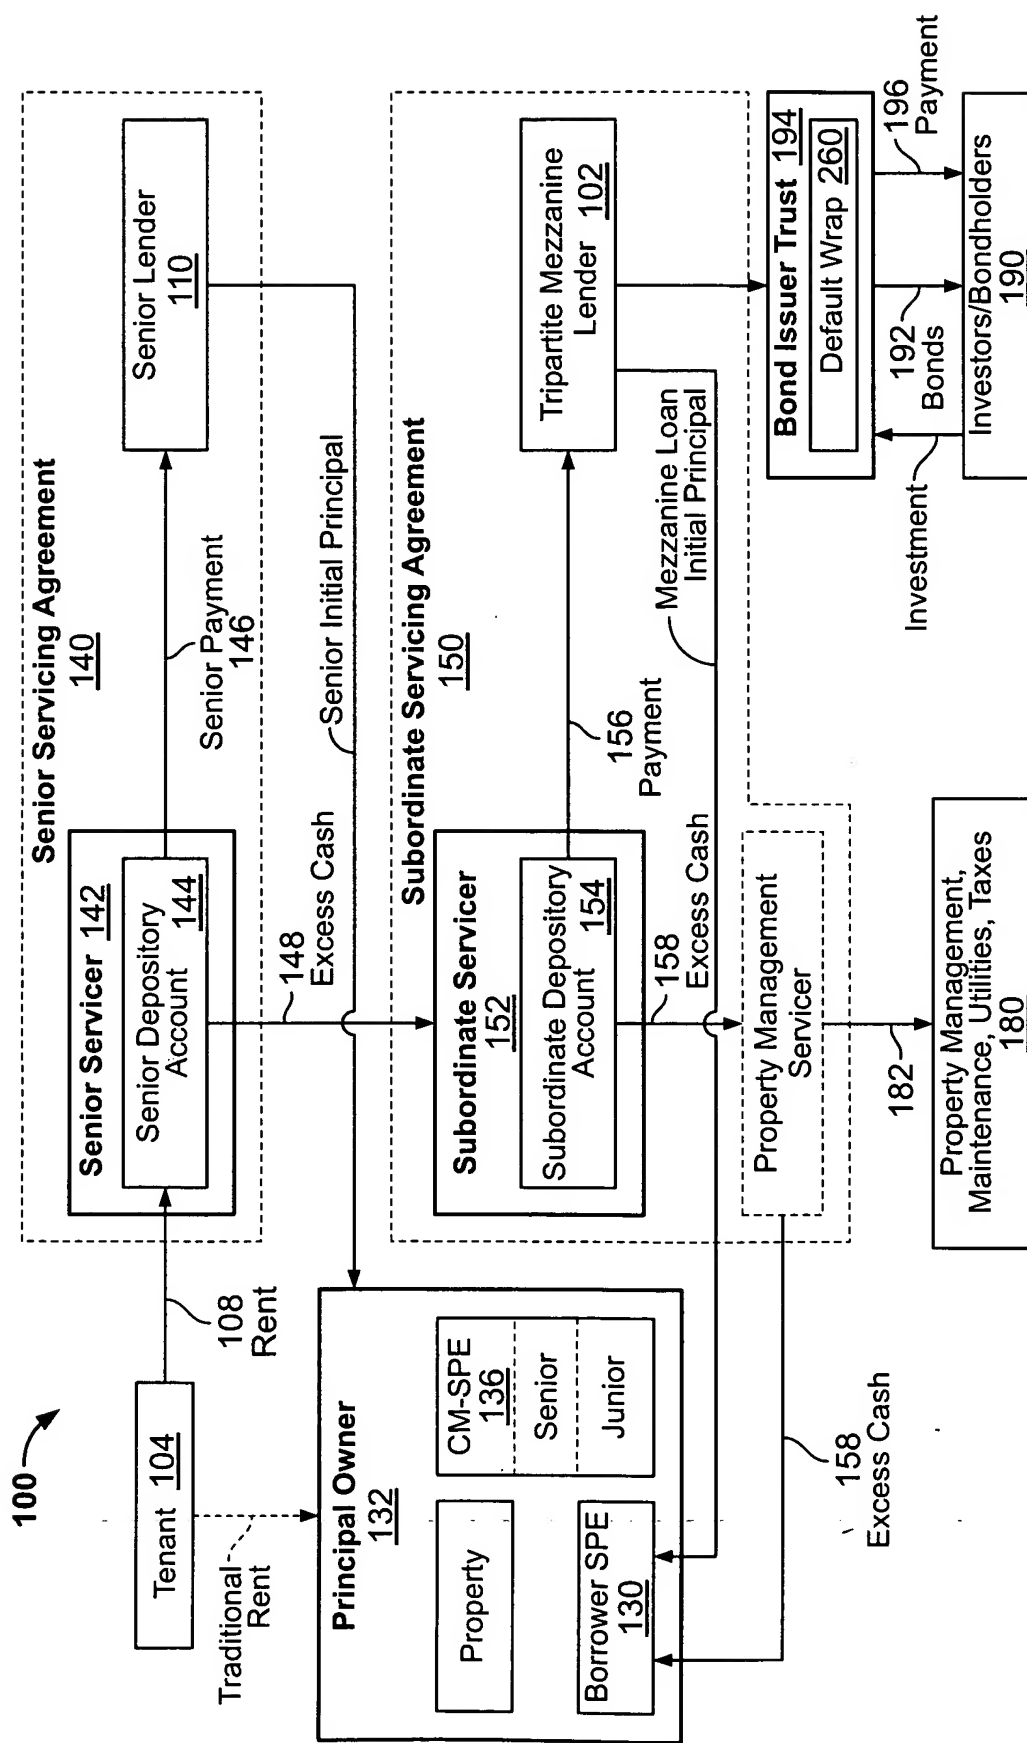 100
Tenant 104
Traditional
Rent
108
Rent
Senior Servicing Agreement
140
Senior Servicer 142
Senior Depository
Account 144
Senior Payment
146
Senior Lender
110
148
Excess Cash
Senior Initial Principal
Principal Owner
132
Property
CM-SPE
136
Senior
Junior
Borrower SPE
130
Subordinate Servicing Agreement
150
Subordinate Servicer
152
Subordinate Depository
Account 154
156
Payment
Tripartite Mezzanine
Lender 102
158
Excess Cash
Mezzanine Loan
Initial Principal
Property Management
Servicer
158
Excess Cash
182
Property Management,
Maintenance, Utilities, Taxes
180
Bond Issuer Trust 194
Default Wrap 260
Investment
192
Bonds
196
Payment
Investors/Bondholders
190